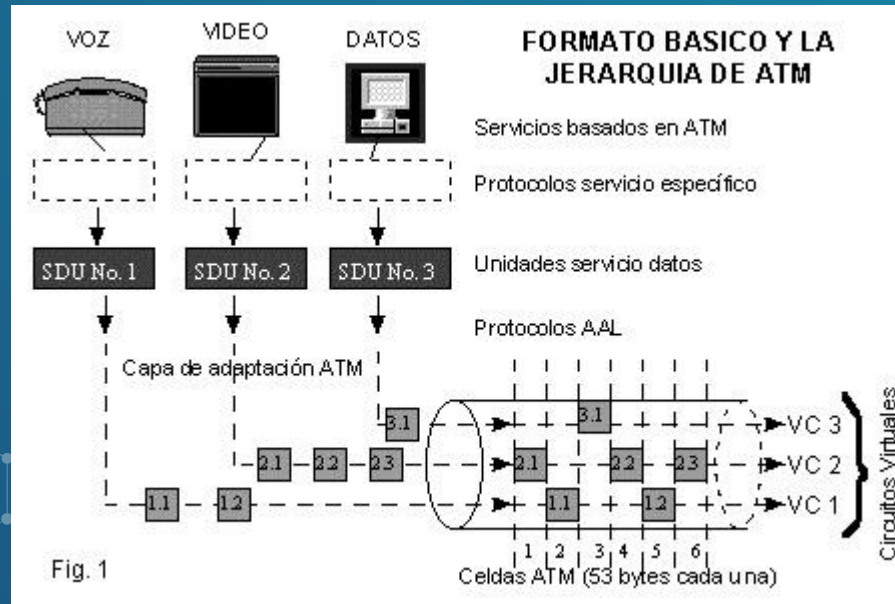 VOZ
VIDEO
DATOS
FORMATO BASICO Y LA
JERARQUIA DE ATM
Servicios basados en ATM
Protocolos servicio específico
SDU No. 1
SDU No. 2
SDU No. 3
Unidades servicio datos
Protocolos AAL
Capa de adaptación ATM
3.1
3.1
VC 3
2.1
2.2
2.3
2.1
2.2
2.3
VC 2
1.1
1.2
1.1
1.2
VC 1
Circuitos Virtuales
1 2 3 4 5 6
Fig. 1
Celdas ATM (53 bytes cada una)